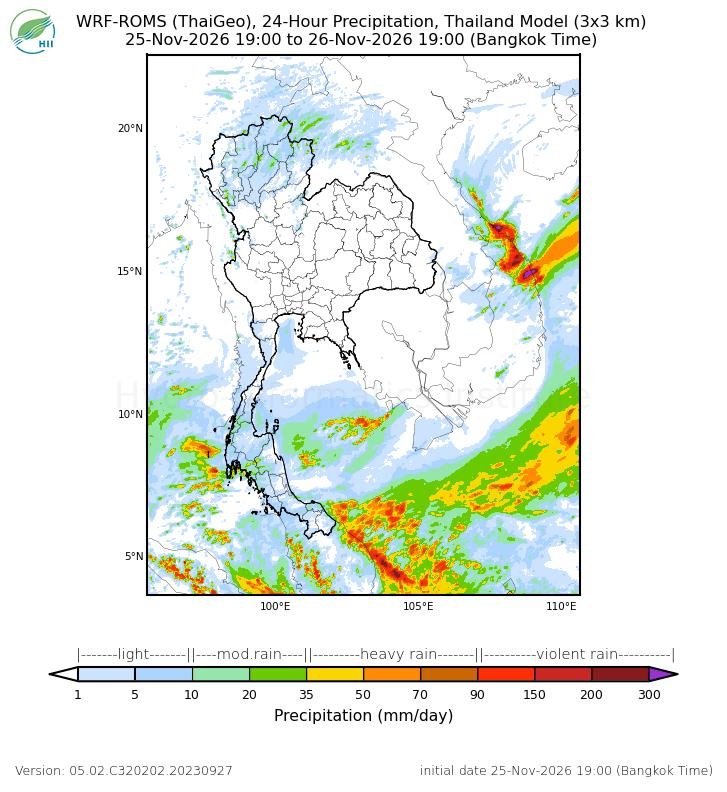 WRF-ROMS (ThaiGeo), 24-Hour Precipitation, Thailand Model (3x3 km)
25-Nov-2026 19:00 to 26-Nov-2026 19:00 (Bangkok Time)
HII
20°N
15°N
10°N
5°N
100°E 105°E 110°E
|-------light-------||----mod.rain----||---------heavy rain---------||----------violent rain----------|
1 5 10 20 35 50 70 90 150 200 300
Precipitation (mm/day)
Version: 05.02.C320202.20230927 initial date 25-Nov-2026 19:00 (Bangkok Time)